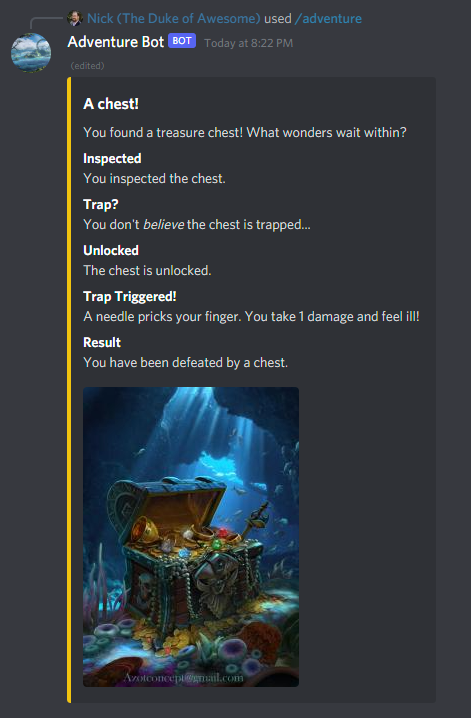 Nick (The Duke of Awesome) used /adventure
Adventure Bot BOT Today at 8:22 PM
(edited)
A chest!
You found a treasure chest! What wonders wait within?
Inspected
You inspected the chest.
Trap?
You don't believe the chest is trapped...
Unlocked
The chest is unlocked.
Trap Triggered!
A needle pricks your finger. You take 1 damage and feel ill!
Result
You have been defeated by a chest.
Azotconcept@gmail.com